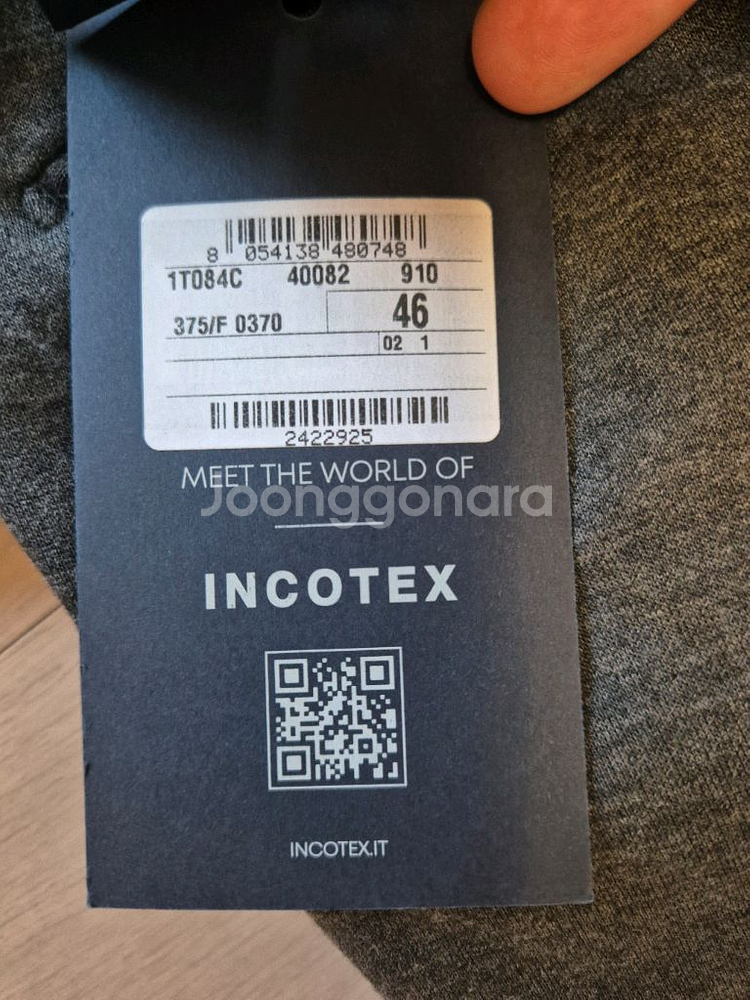 8 054138 480748
1T084C 40082 910
375/F 0370 46
02 1
2422925
MEET THE WORLD OF
Joonggonara
INCOTEX
INCOTEX.IT